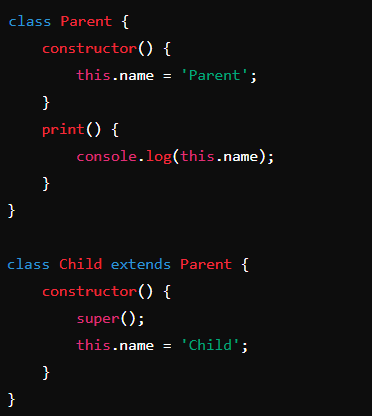 class Parent {
    constructor() {
        this.name = 'Parent';
    }
    print() {
        console.log(this.name);
    }
}

class Child extends Parent {
    constructor() {
        super();
        this.name = 'Child';
    }
}